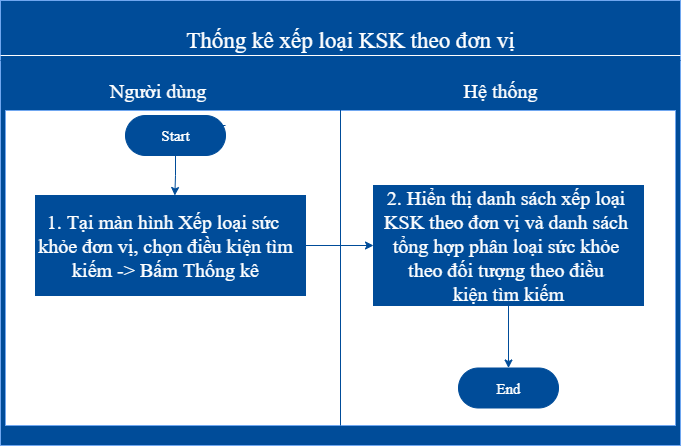 Thống kê xếp loại KSK theo đơn vị
Người dùng
Hệ thống
Start
1. Tại màn hình Xếp loại sức
khỏe đơn vị, chọn điều kiện tìm
kiếm -> Bấm Thống kê
2. Hiển thị danh sách xếp loại
KSK theo đơn vị và danh sách
tổng hợp phân loại sức khỏe
theo đối tượng theo điều
kiện tìm kiếm
End